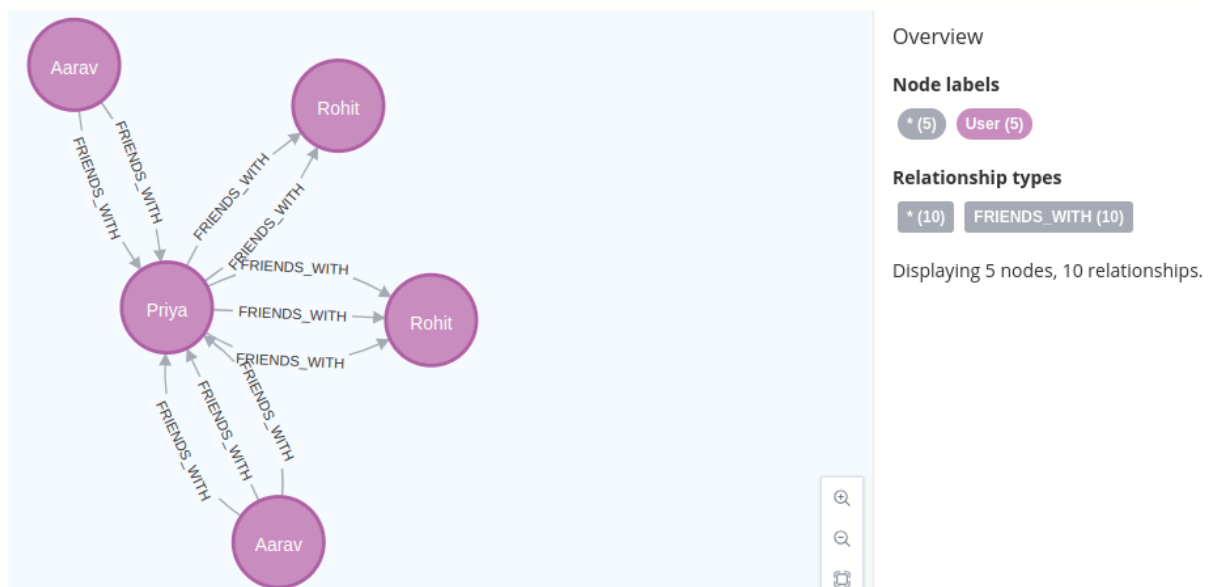 Aarav
Rohit
FRIENDS_WITH
FRIENDS_WITH
FRIENDS_WITH
FRIENDS_WITH
FRIENDS_WITH
Priya
FRIENDS_WITH
Rohit
FRIENDS_WITH
FRIENDS_WITH
FRIENDS_WITH
FRIENDS_WITH
Aarav
Overview
Node labels
* (5) User (5)
Relationship types
* (10) FRIENDS_WITH (10)
Displaying 5 nodes, 10 relationships.